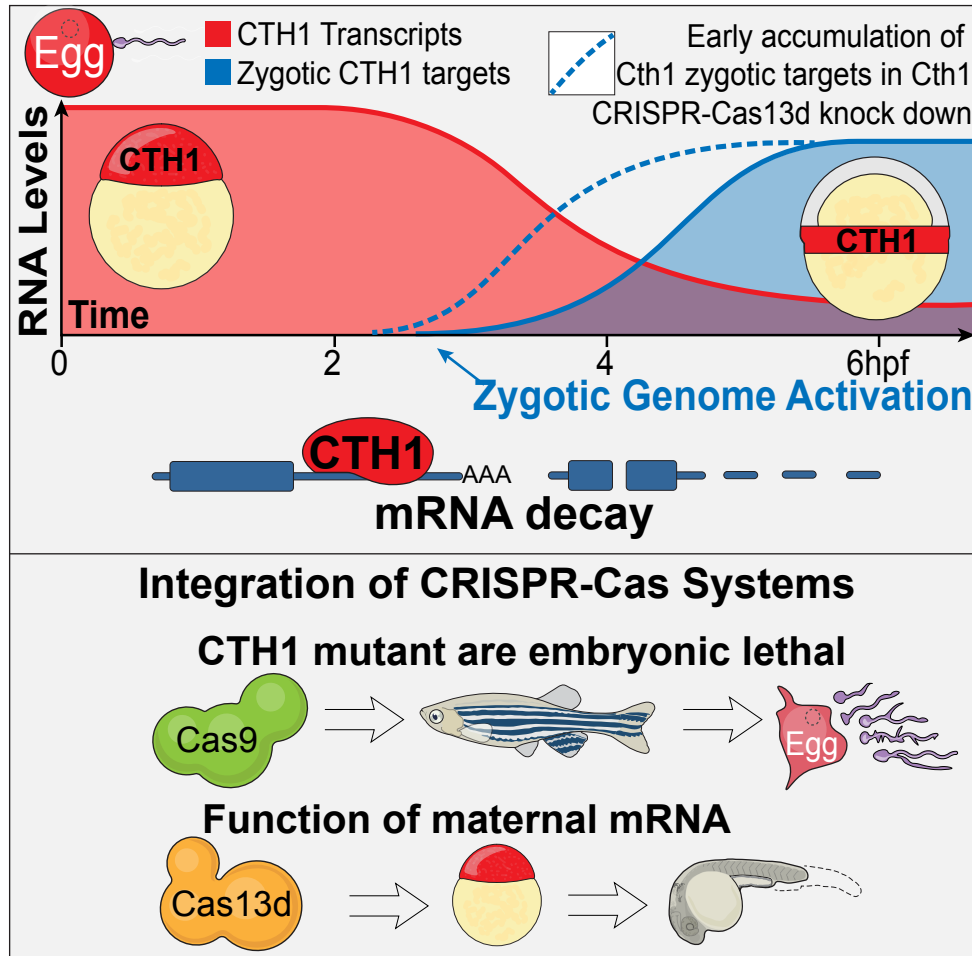 Egg
CTH1 Transcripts
Zygotic CTH1 targets
Early accumulation of
Cth1 zygotic targets in Cth1
CRISPR-Cas13d knock down
RNA Levels
CTH1
CTH1
Time
0
2
4
6hpf
Zygotic Genome Activation
CTH1
AAA
mRNA decay
Integration of CRISPR-Cas Systems
CTH1 mutant are embryonic lethal
Cas9
Egg
Function of maternal mRNA
Cas13d